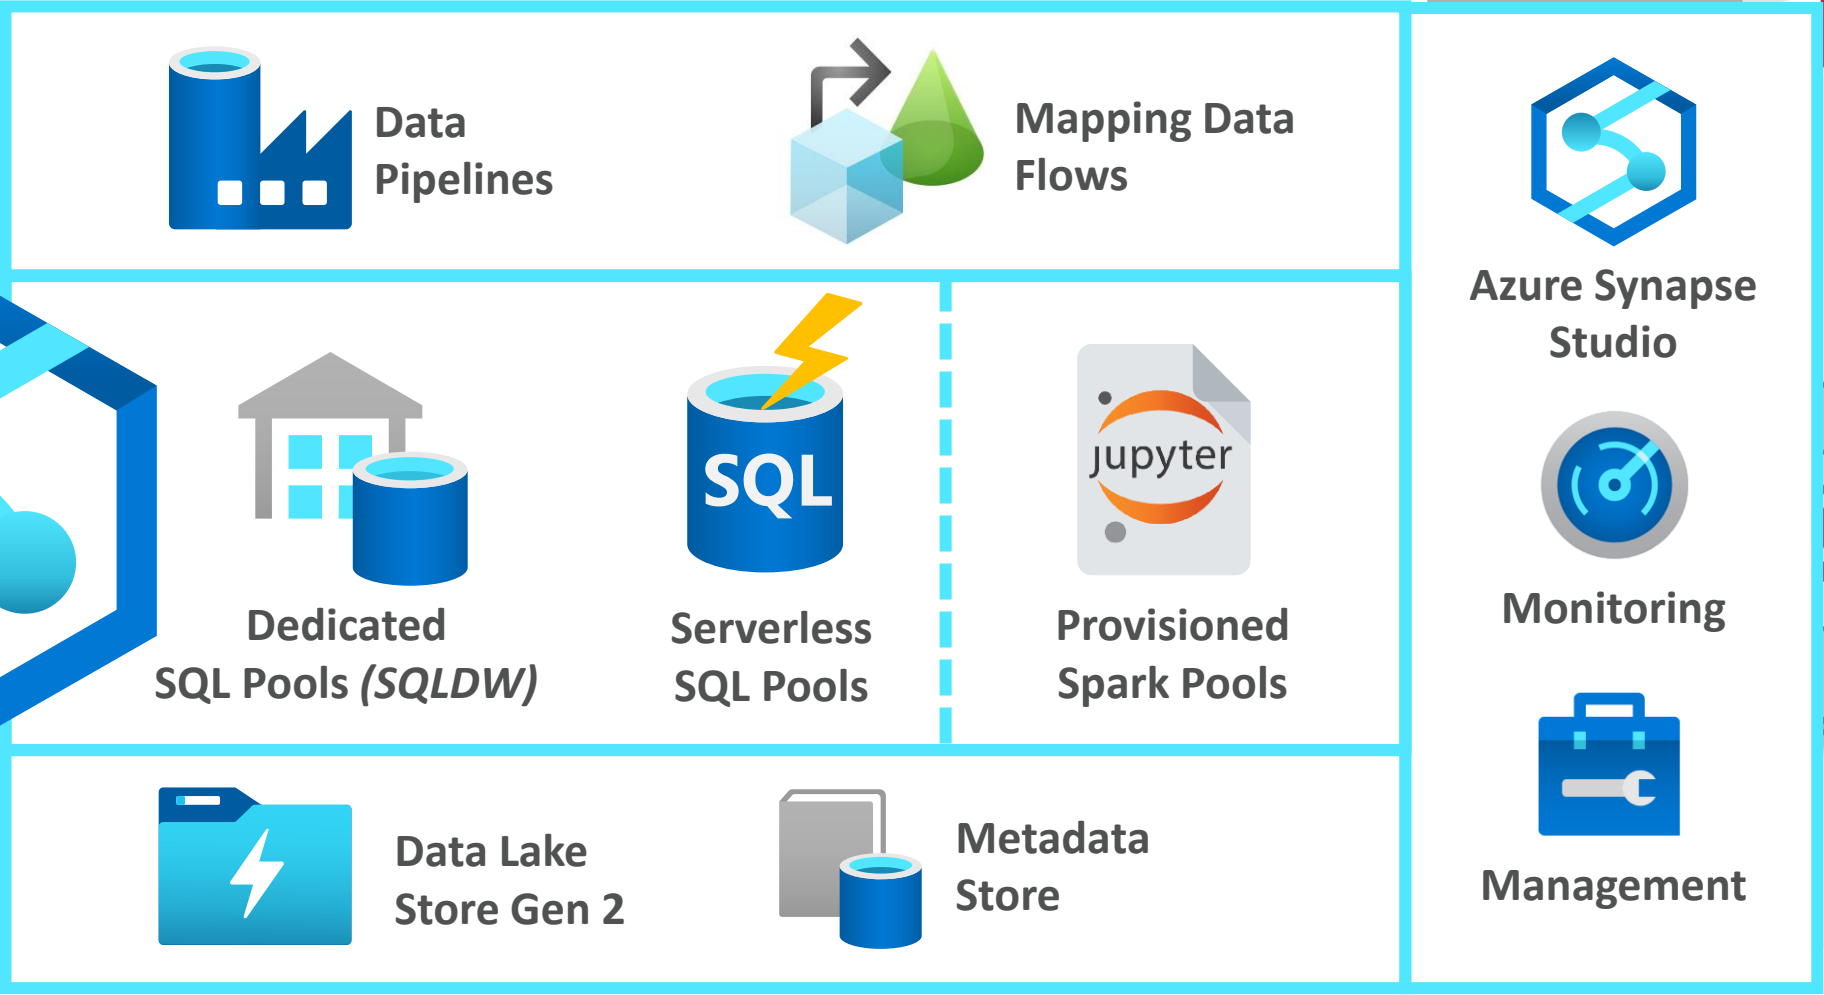 Data
Pipelines
Mapping Data
Flows
Dedicated
SQL Pools (SQLDW)
SQL
Serverless
SQL Pools
jupyter
Provisioned
Spark Pools
Data Lake
Store Gen 2
Metadata
Store
Azure Synapse
Studio
Monitoring
Management